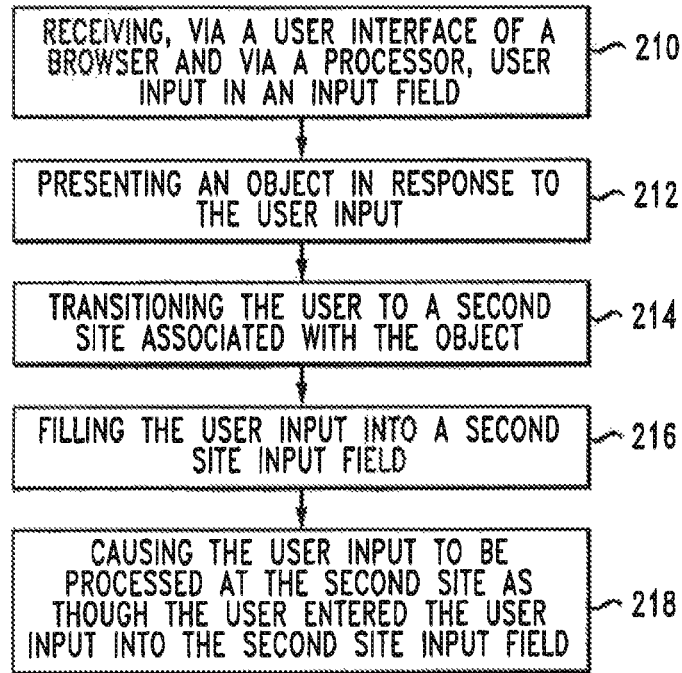 RECEIVING, VIA A USER INTERFACE OF A
BROWSER AND VIA A PROCESSOR, USER
INPUT IN AN INPUT FIELD
210
PRESENTING AN OBJECT IN RESPONSE TO
THE USER INPUT
212
TRANSITIONING THE USER TO A SECOND
SITE ASSOCIATED WITH THE OBJECT
214
FILLING THE USER INPUT INTO A SECOND
SITE INPUT FIELD
216
CAUSING THE USER INPUT TO BE
PROCESSED AT THE SECOND SITE AS
THOUGH THE USER ENTERED THE USER
INPUT INTO THE SECOND SITE INPUT FIELD
218